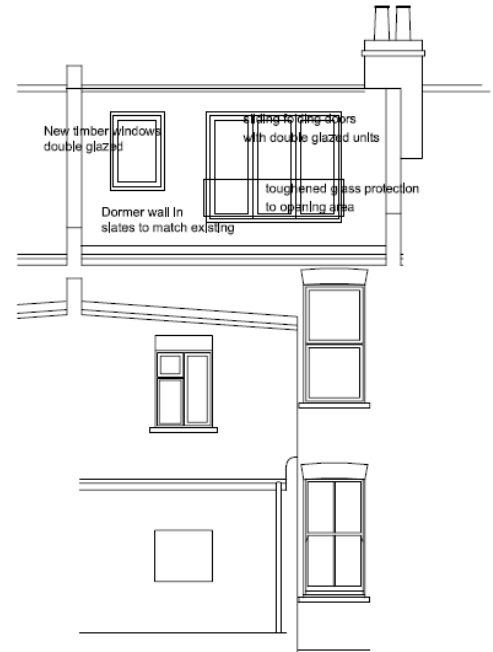 New timber windows
double glazed
sliding folding doors
with double glazed units
toughened glass protection
to opening area
Dormer wall in
slates to match existing